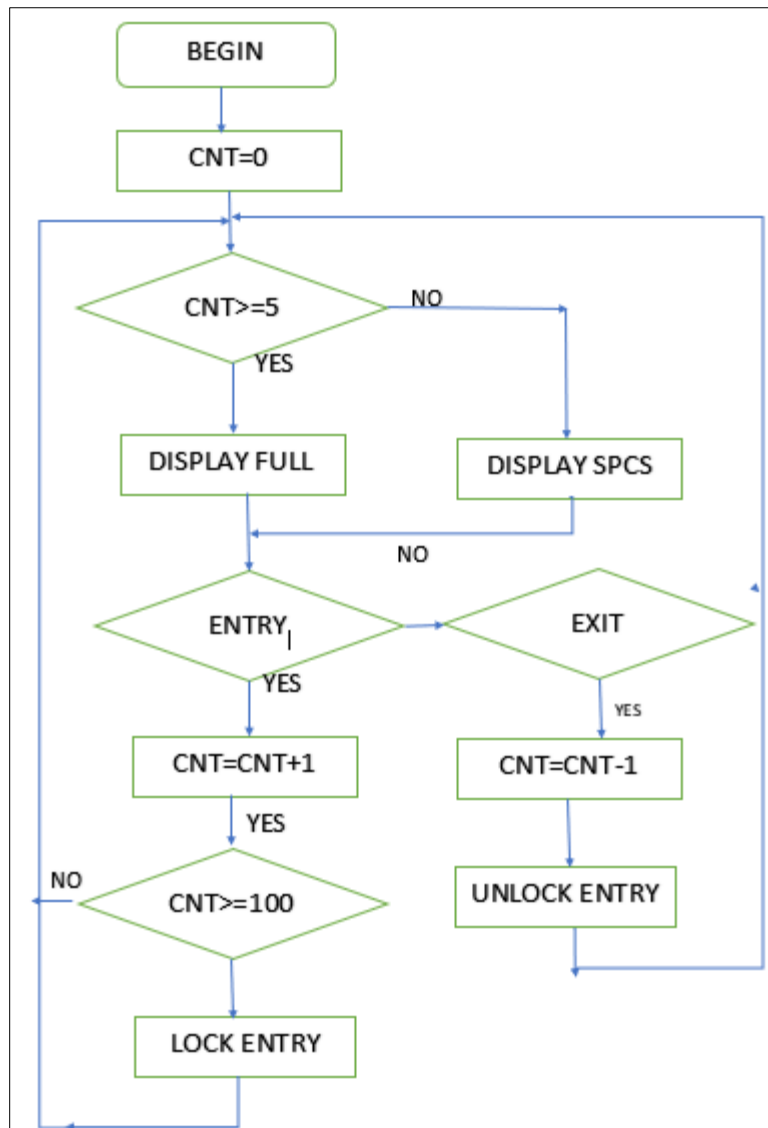 BEGIN
CNT=0
CNT>=5
NO
YES
DISPLAY FULL
DISPLAY SPCS
NO
ENTRY
EXIT
YES
YES
CNT=CNT+1
CNT=CNT-1
YES
NO
CNT>=100
UNLOCK ENTRY
LOCK ENTRY